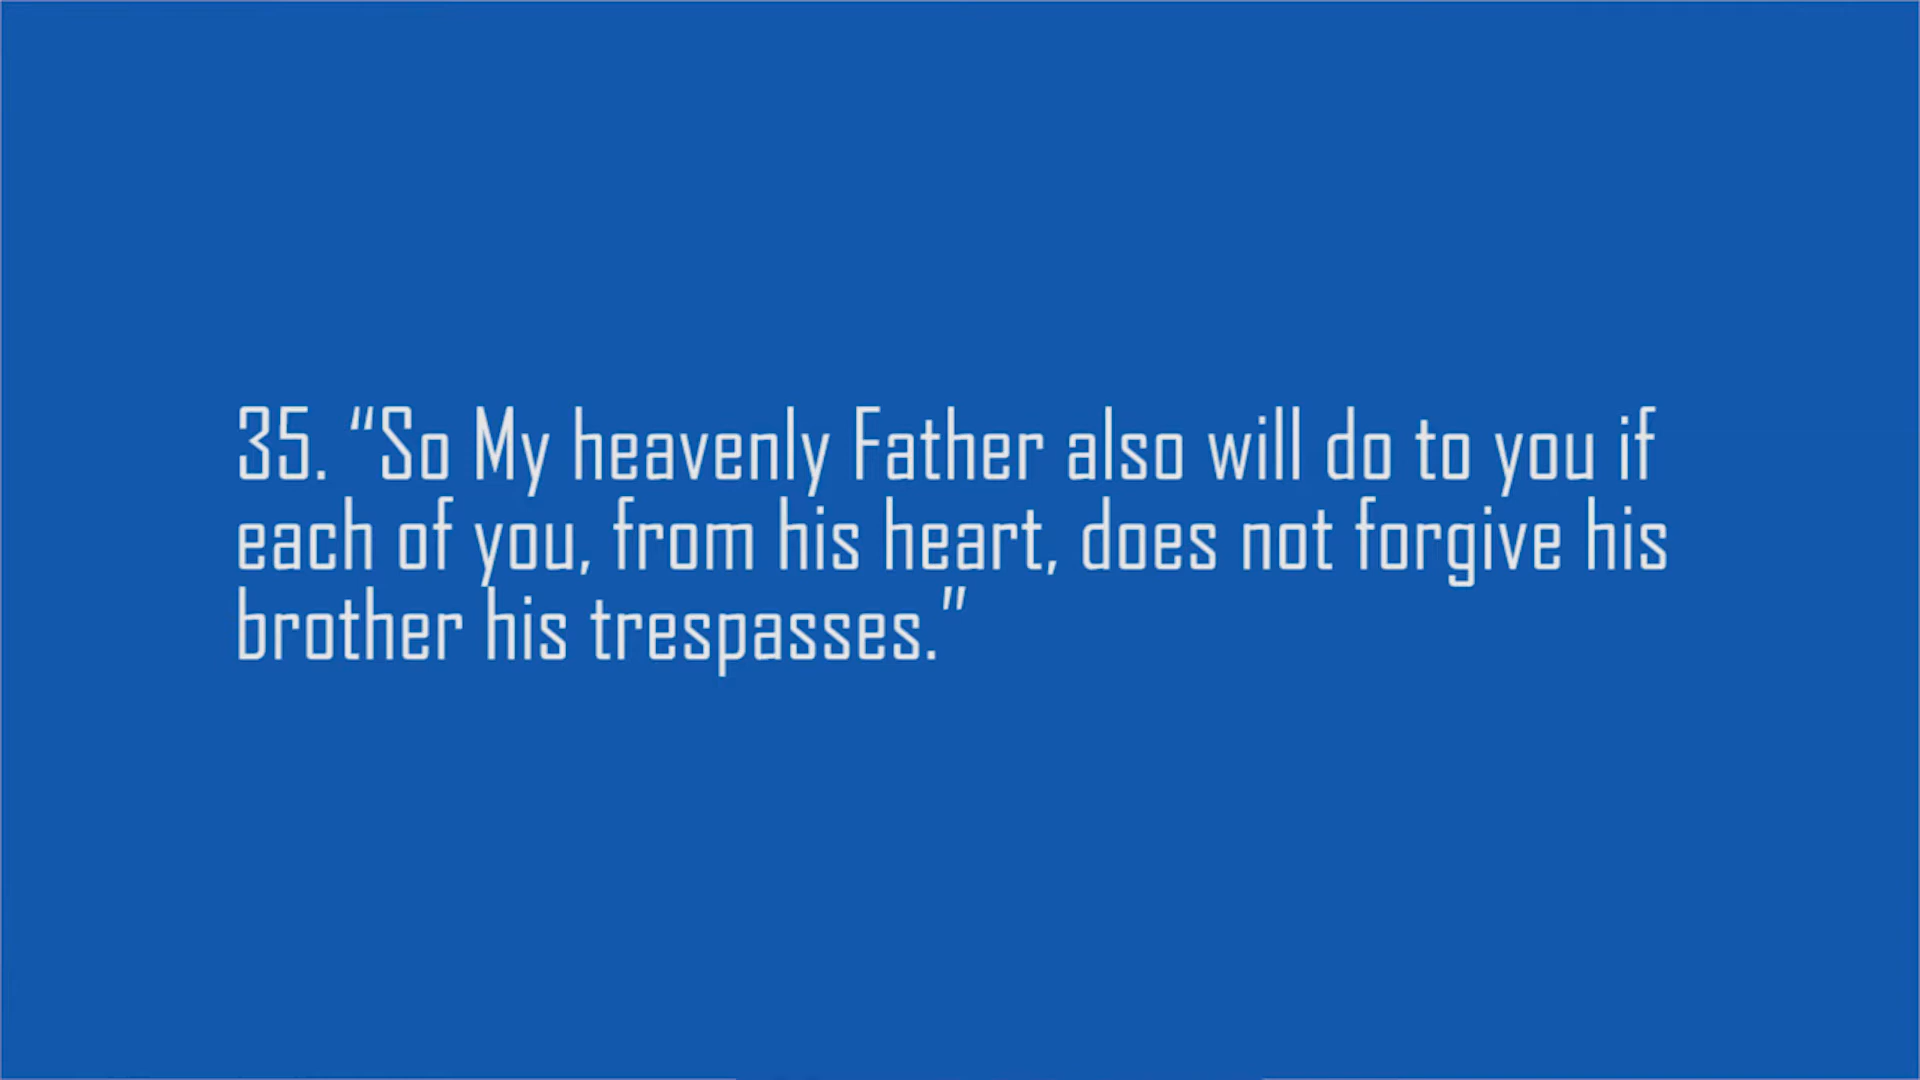 35. “So My heavenly Father also will do to you if
each of you, from his heart, does not forgive his
brother his trespasses.”